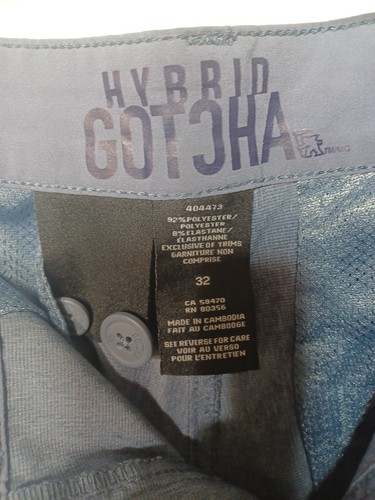 HYBRID
GOTCHA
404473
92% POLYESTER/
POLYESTER
8% ELASTANE/
ÉLASTHANNE
EXCLUSIVE OF TRIMS
GARNITURE NON
COMPRISE
32
CA 58470
RN 80356
MADE IN CAMBODIA
FAIT AU CAMBODGE
SEE REVERSE FOR CARE
VOIR AU VERSO
POUR L'ENTRETIEN